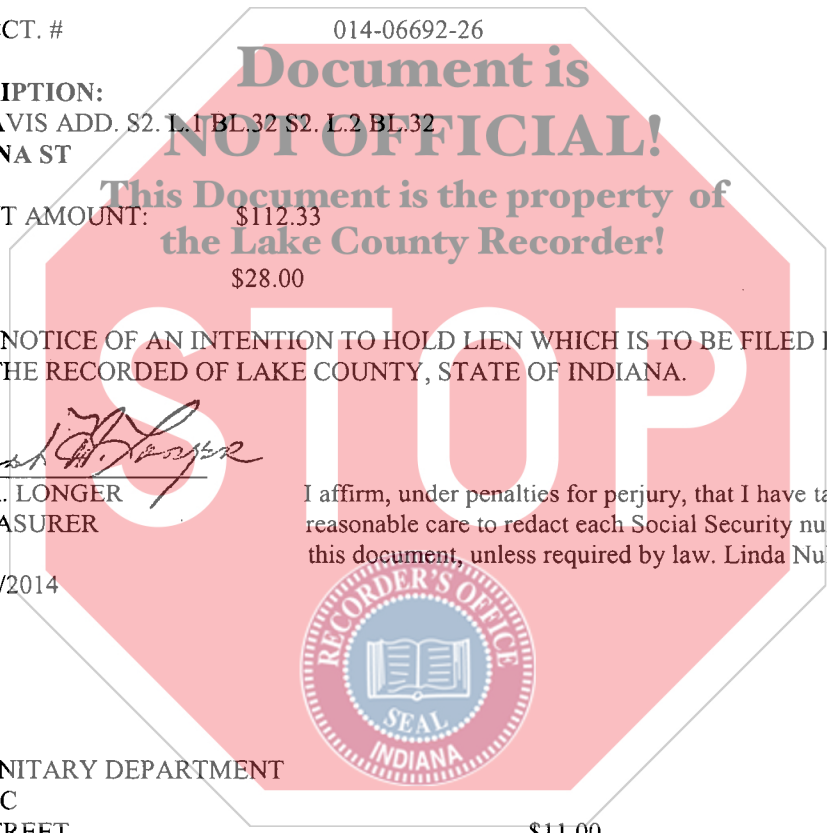 CT. # 014-06692-26
Document is
IPTION:
AVIS ADD. S2. L.1 BL.32 S2. L.2 BL.32
NOT OFFICIAL!
NA ST
This Document is the property of
T AMOUNT: $112.33
the Lake County Recorder!
$28.00
NOTICE OF AN INTENTION TO HOLD LIEN WHICH IS TO BE FILED
HE RECORDED OF LAKE COUNTY, STATE OF INDIANA.
STOP
. LONGER I affirm, under penalties for perjury, that I have ta
ASURER reasonable care to redact each Social Security nu
this document, unless required by law. Linda Nu
/2014
RECORDER'S OFFICE
SEAL
INDIANA
NITARY DEPARTMENT
C
TREET $11.00